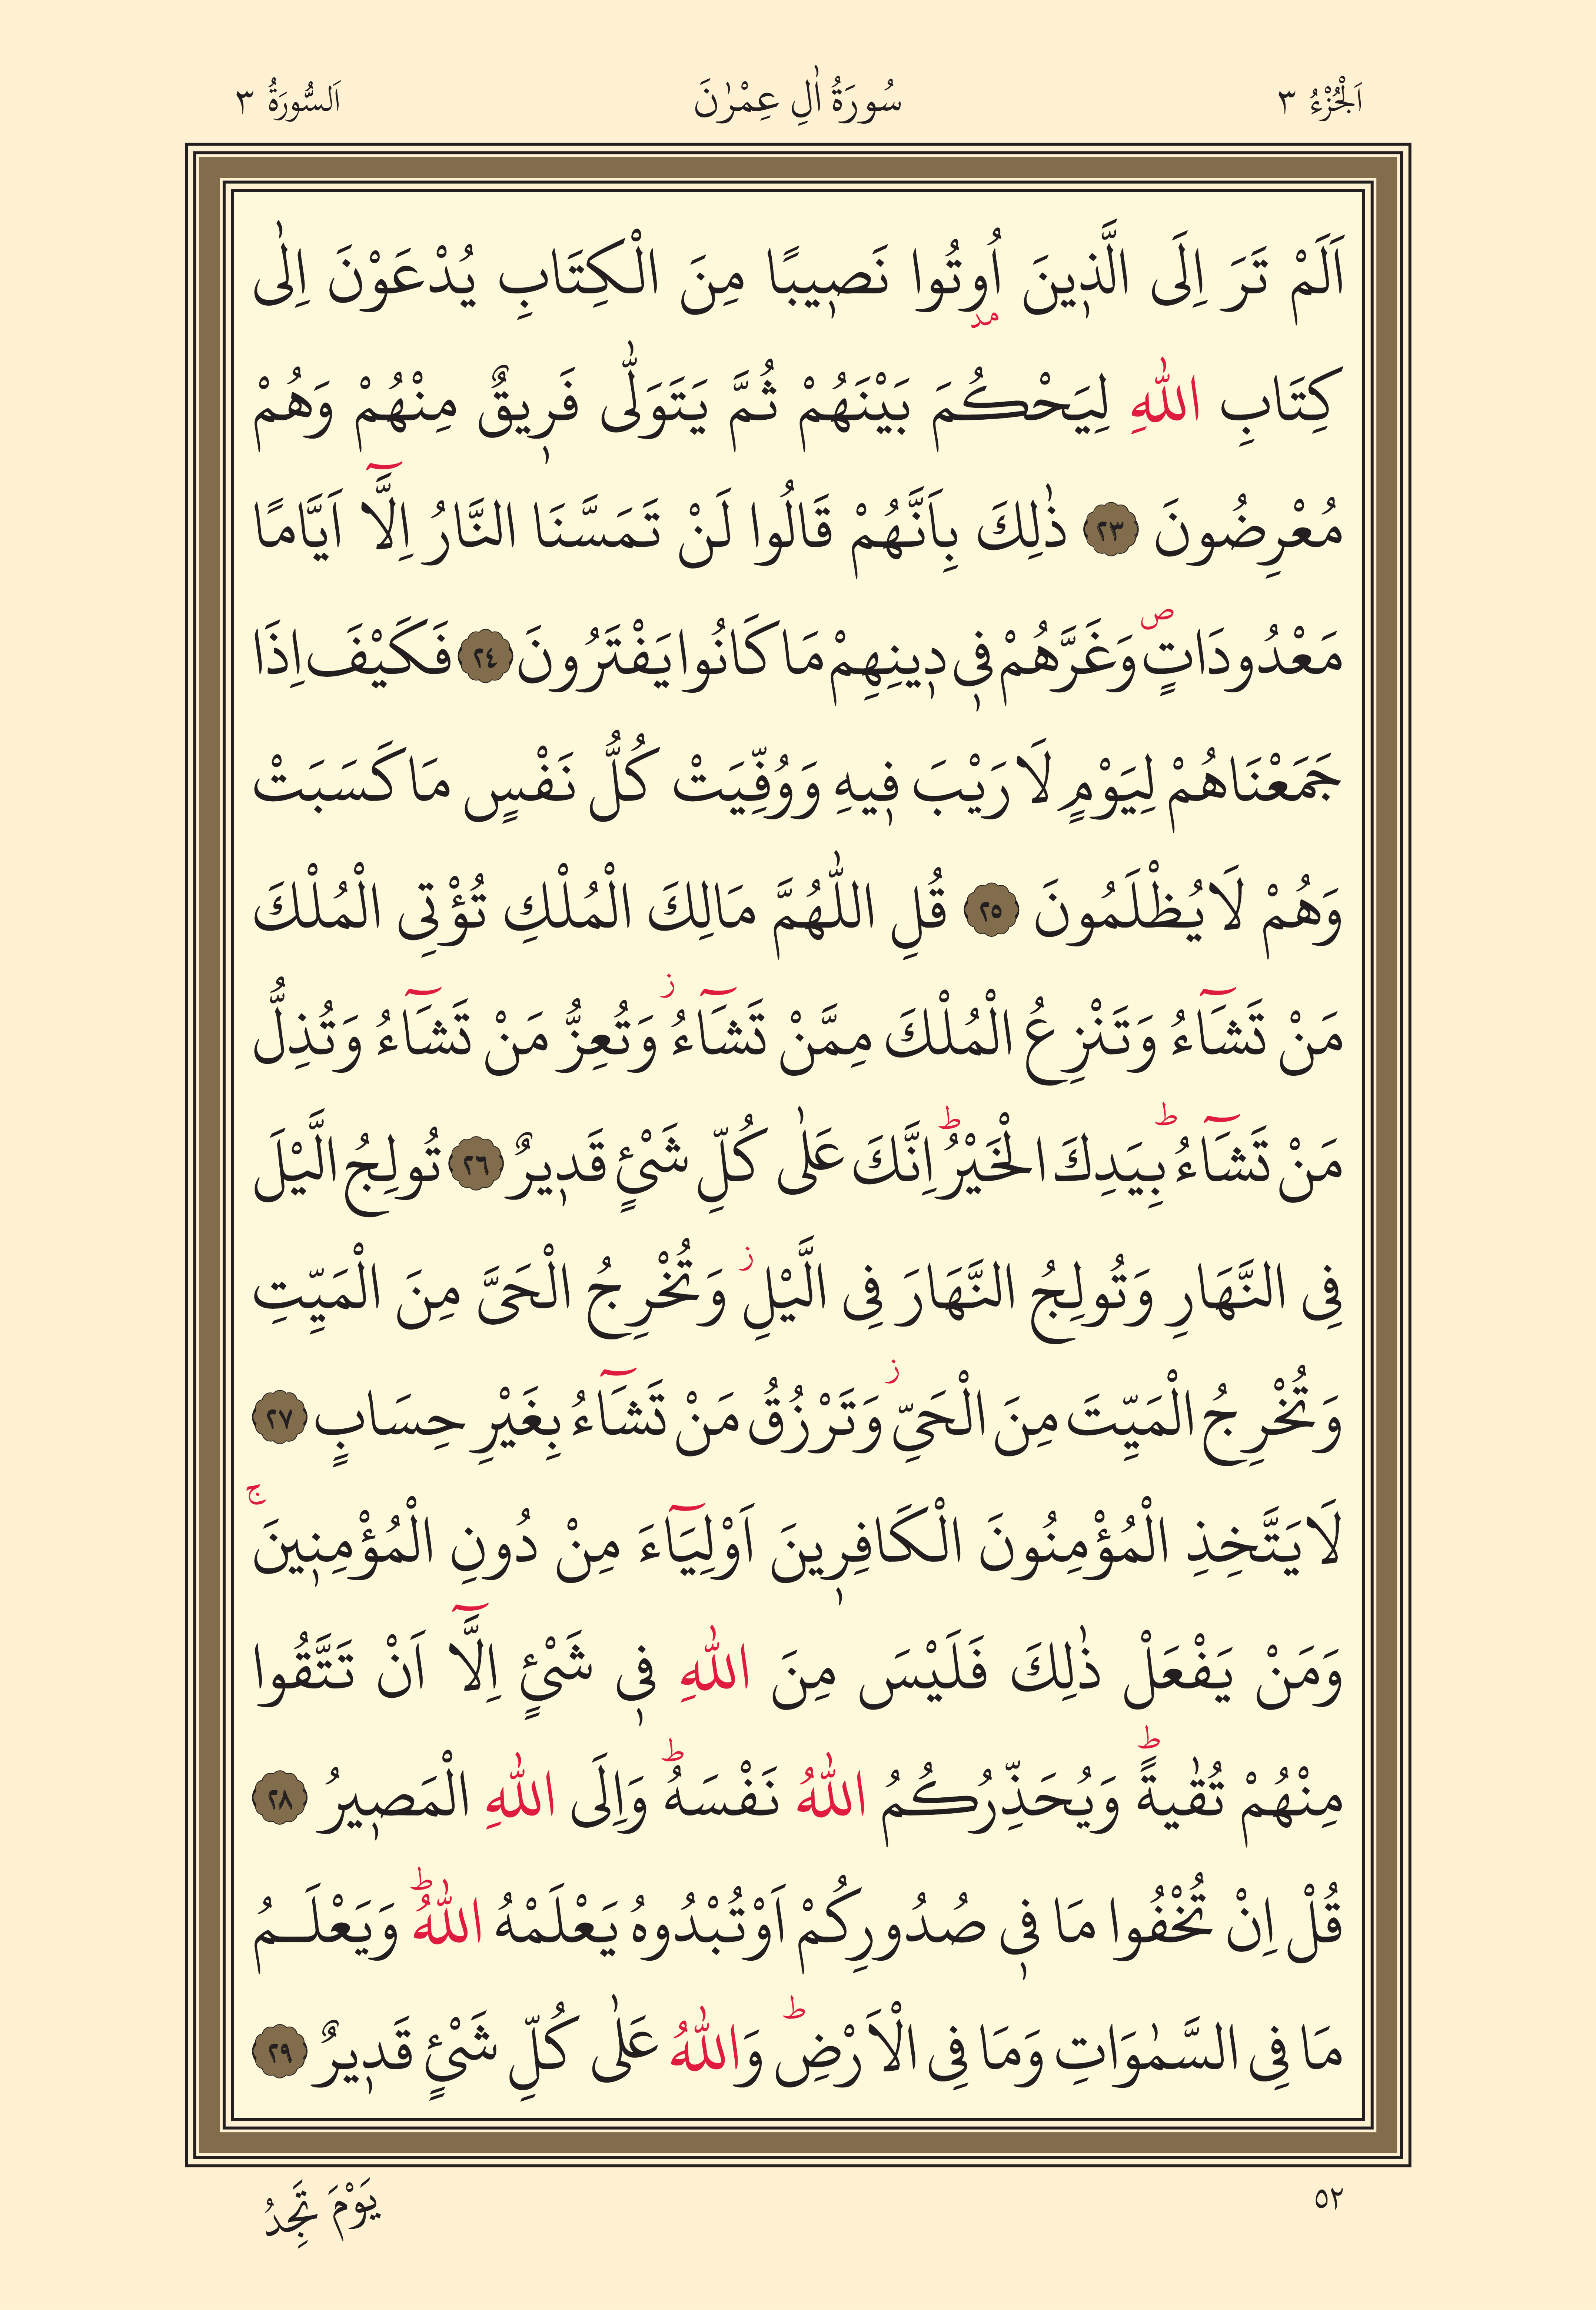 اَلْجُزْءُ ٣
سُورَةُ اٰلِ عِمْرٰنَ
اَلسُّورَةُ ٣
اَلَمْ تَرَ اِلَى الَّذ۪ينَ اُو۫تُوا نَص۪يبًا مِنَ الْكِتَابِ يُدْعَوْنَ اِلٰى
مد
كِتَابِ اللّٰهِ لِيَحْكُمَ بَيْنَهُمْ ثُمَّ يَتَوَلّٰى فَر۪يقٌ مِنْهُمْ وَهُمْ
مُعْرِضُونَ ٢٣ ذٰلِكَ بِاَنَّهُمْ قَالُوا لَنْ تَمَسَّنَا النَّارُ اِلَّٓا اَيَّامًا
مَعْدُودَاتٍۖ وَغَرَّهُمْ ف۪ى د۪ينِهِمْ مَا كَانُوا يَفْتَرُونَ ٢٤ فَكَيْفَ اِذَا
جَمَعْنَاهُمْ لِيَوْمٍ لَا رَيْبَ ف۪يهِ وَوُفِّيَتْ كُلُّ نَفْسٍ مَا كَسَبَتْ
وَهُمْ لَا يُظْلَمُونَ ٢٥ قُلِ اللّٰهُمَّ مَالِكَ الْمُلْكِ تُؤْتِى الْمُلْكَ
مَنْ تَشَٓاءُ وَتَنْزِعُ الْمُلْكَ مِمَّنْ تَشَٓاءُۘ وَتُعِزُّ مَنْ تَشَٓاءُ وَتُذِلُّ
مَنْ تَشَٓاءُؕ بِيَدِكَ الْخَيْرُؕ اِنَّكَ عَلٰى كُلِّ شَىْءٍ قَد۪يرٌ ٢٦ تُولِجُ الَّيْلَ
فِى النَّهَارِ وَتُولِجُ النَّهَارَ فِى الَّيْلِؗ وَتُخْرِجُ الْحَىَّ مِنَ الْمَيِّتِ
وَتُخْرِجُ الْمَيِّتَ مِنَ الْحَىِّؗ وَتَرْزُقُ مَنْ تَشَٓاءُ بِغَيْرِ حِسَابٍ ٢٧
لَا يَتَّخِذِ الْمُؤْمِنُونَ الْكَافِر۪ينَ اَوْلِيَٓاءَ مِنْ دُونِ الْمُؤْمِن۪ينَۚ
وَمَنْ يَفْعَلْ ذٰلِكَ فَلَيْسَ مِنَ اللّٰهِ ف۪ى شَىْءٍ اِلَّٓا اَنْ تَتَّقُوا
مِنْهُمْ تُقٰيةًؕ وَيُحَذِّرُكُمُ اللّٰهُ نَفْسَهُؕ وَاِلَى اللّٰهِ الْمَص۪يرُ ٢٨
قُلْ اِنْ تُخْفُوا مَا ف۪ى صُدُورِكُمْ اَوْ تُبْدُوهُ يَعْلَمْهُ اللّٰهُؕ وَيَعْلَمُ
مَا فِى السَّمٰوَاتِ وَمَا فِى الْاَرْضِؕ وَاللّٰهُ عَلٰى كُلِّ شَىْءٍ قَد۪يرٌ ٢٩
٥٢
يَوْمَ تَجِدُ